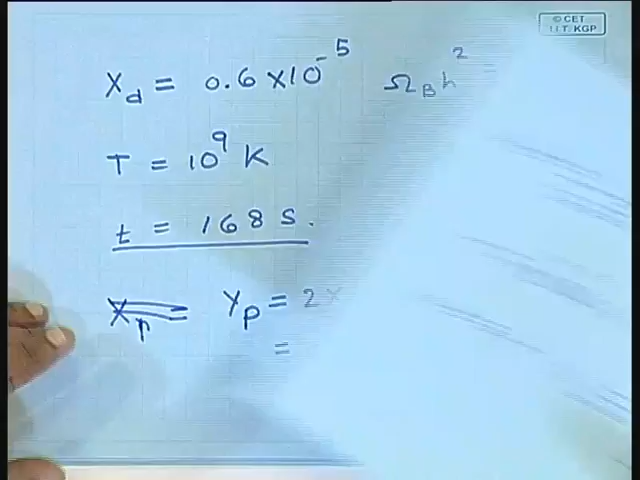 © CET
I.I.T. KGP
X_d = 0.6 × 10^-5 Ω_B h^2
T = 10^9 K
t = 168 s.
X_p = Y_p = 2 ×
=